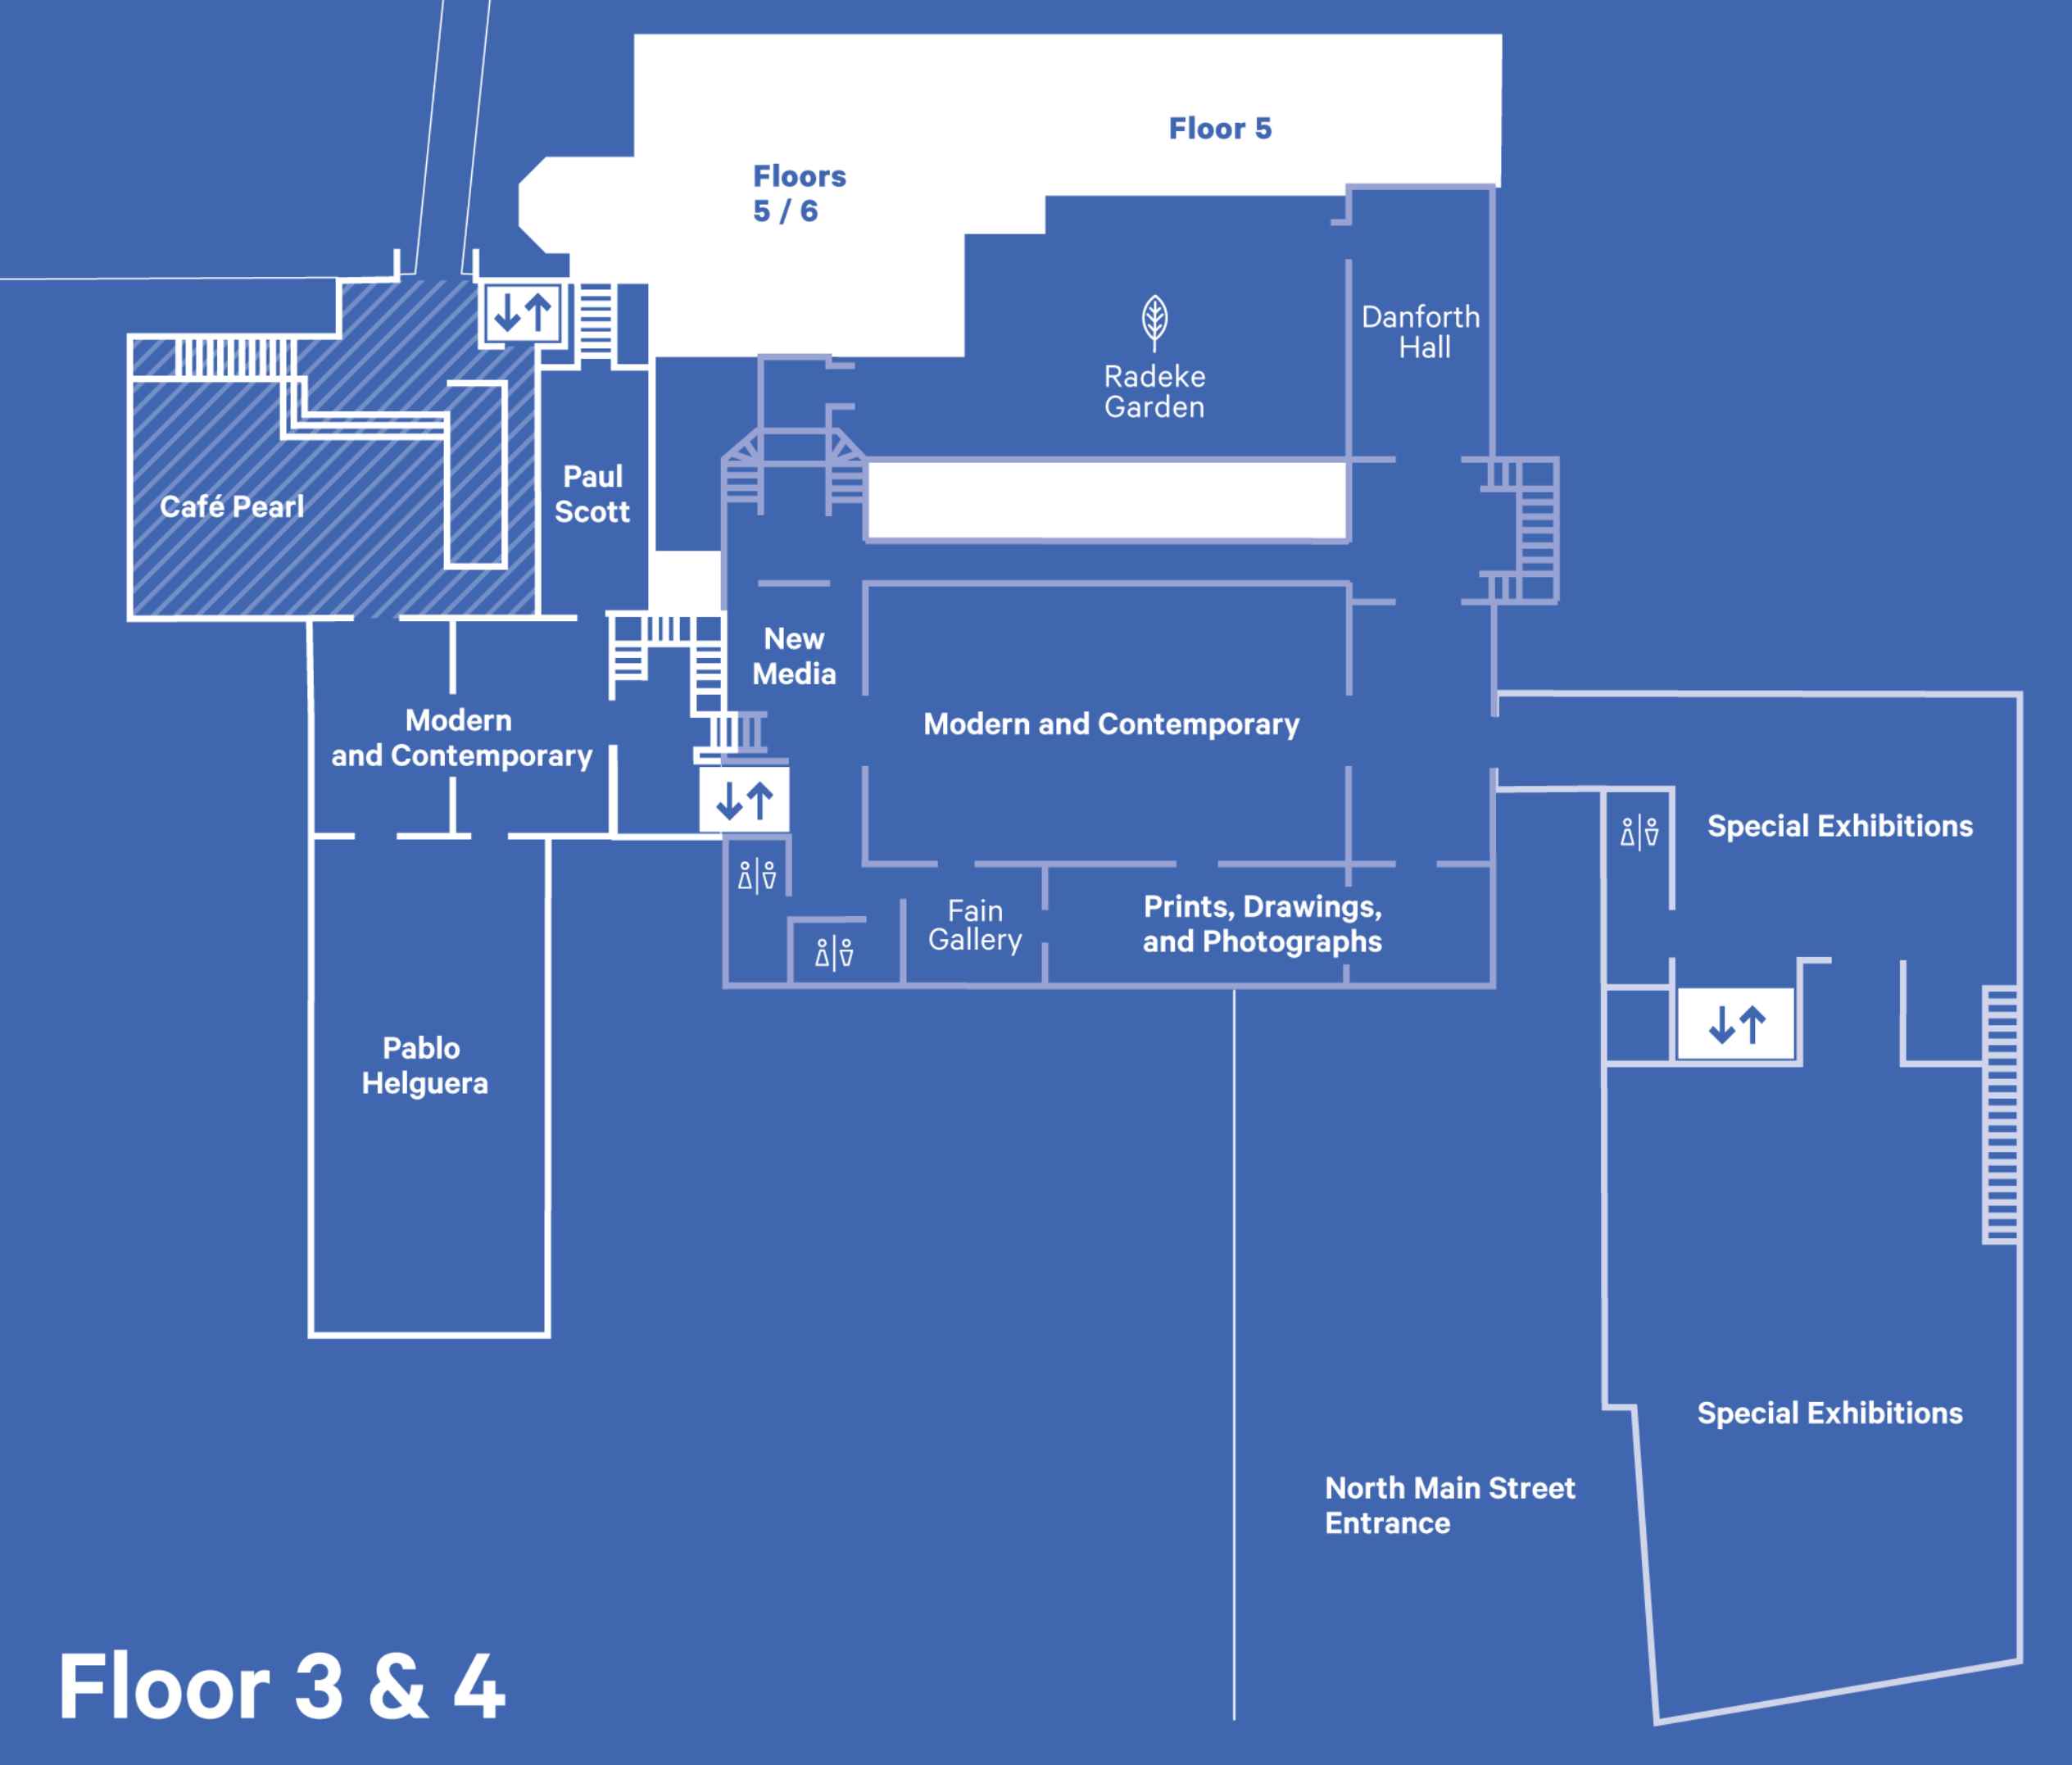 Floor 5
Floors
5 / 6
Danforth
Hall
Radeke
Garden
Paul
Scott
Café Pearl
New
Media
Modern
and Contemporary
Modern and Contemporary
Special Exhibitions
Fain
Gallery
Prints, Drawings,
and Photographs
Pablo
Helguera
Special Exhibitions
North Main Street
Entrance
Floor 3 & 4